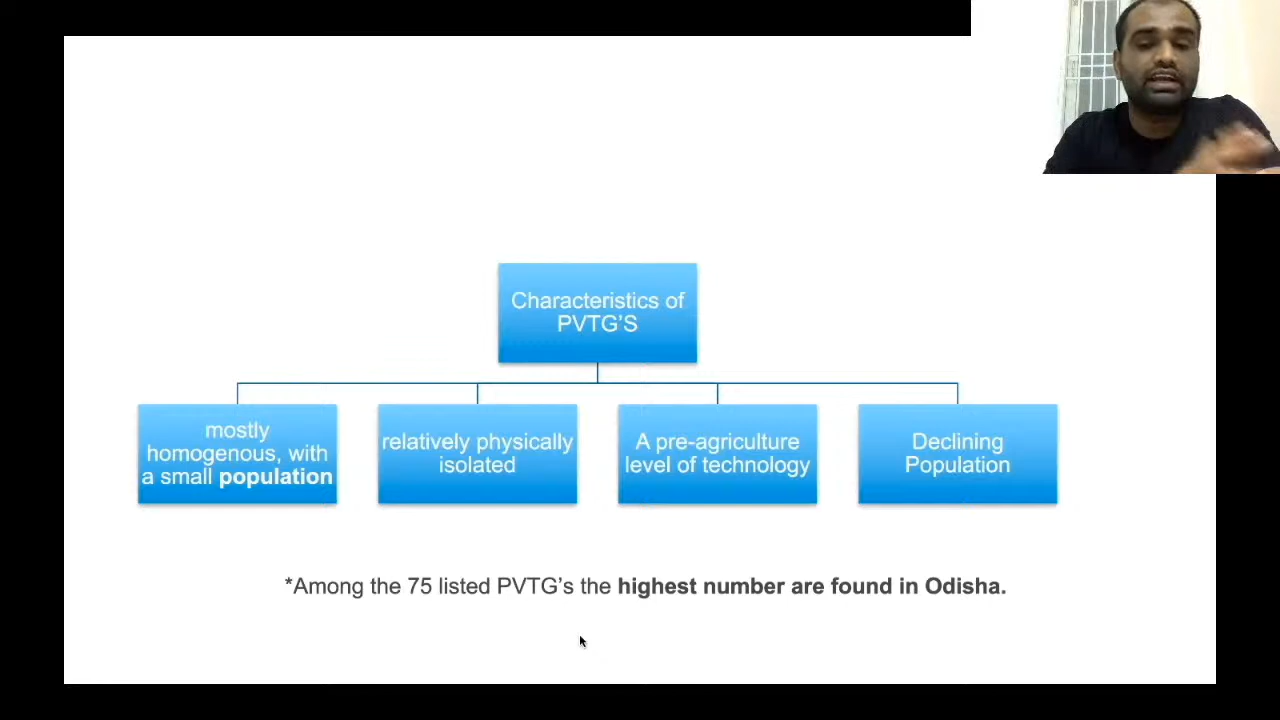 Characteristics of
PVTG'S
mostly
homogenous, with
a small population
relatively physically
isolated
A pre-agriculture
level of technology
Declining
Population
*Among the 75 listed PVTG's the highest number are found in Odisha.